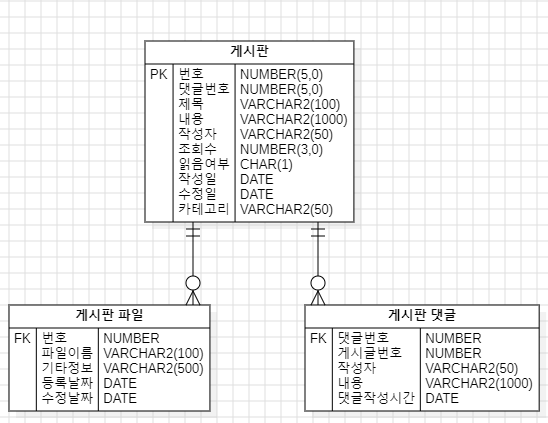 게시판
PK 번호 NUMBER(5,0)
댓글번호 NUMBER(5,0)
제목 VARCHAR2(100)
내용 VARCHAR2(1000)
작성자 VARCHAR2(50)
조회수 NUMBER(3,0)
읽음여부 CHAR(1)
작성일 DATE
수정일 DATE
카테고리 VARCHAR2(50)
게시판 파일
FK 번호 NUMBER
파일이름 VARCHAR2(100)
기타정보 VARCHAR2(500)
등록날짜 DATE
수정날짜 DATE
게시판 댓글
FK 댓글번호 NUMBER
게시글번호 NUMBER
작성자 VARCHAR2(50)
내용 VARCHAR2(1000)
댓글작성시간 DATE